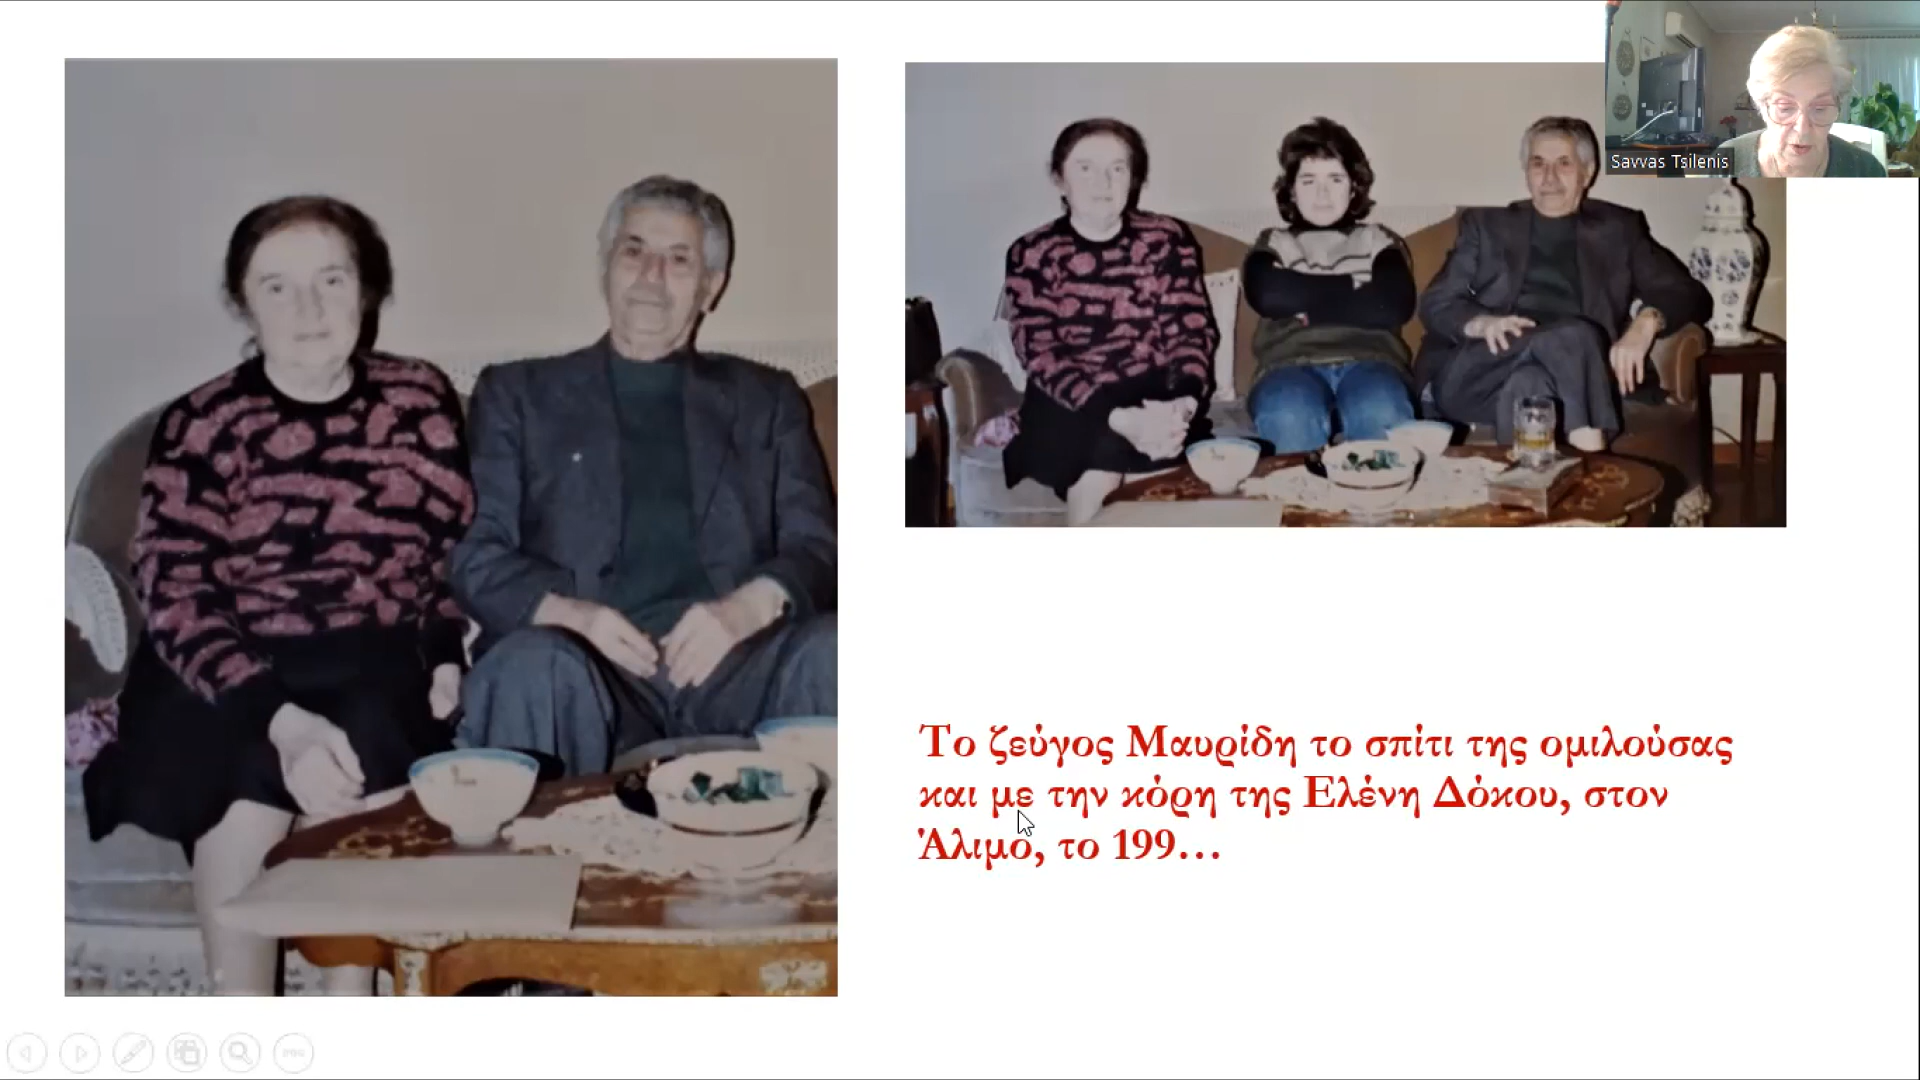 Savvas Tsilenis
Το ζεύγος Μαυρίδη το σπίτι της ομιλούσας
και με την κόρη της Ελένη Δόκου, στον
Άλιμο, το 199…